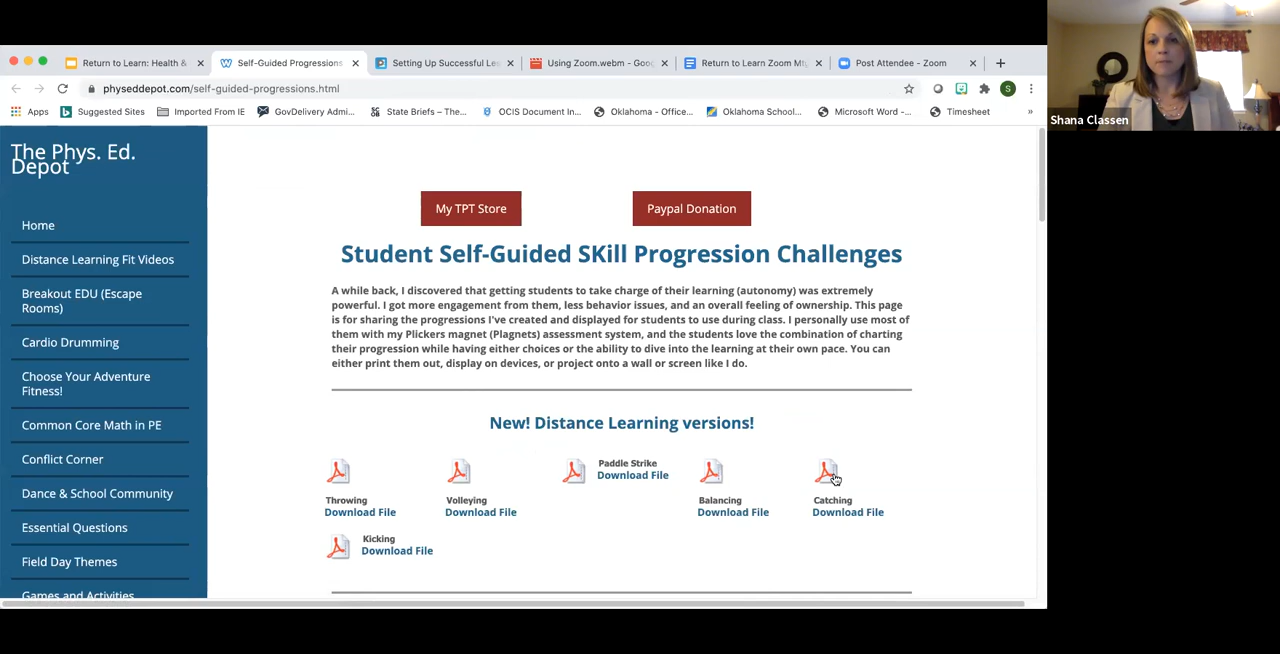 Return to Learn: Health &
Self-Guided Progressions
Setting Up Successful Le
Using Zoom.webm - Goo
Return to Learn Zoom Mt
Post Attendee - Zoom
physeddepot.com/self-guided-progressions.html
S
Apps
Suggested Sites
Imported From IE
GovDelivery Admi...
State Briefs – The...
OCIS Document In...
Oklahoma - Office...
Oklahoma School...
Microsoft Word -...
Timesheet
»
Shana Classen
The Phys. Ed.
Depot
Home
Distance Learning Fit Videos
Breakout EDU (Escape
Rooms)
Cardio Drumming
Choose Your Adventure
Fitness!
Common Core Math in PE
Conflict Corner
Dance & School Community
Essential Questions
Field Day Themes
Games and Activities
My TPT Store
Paypal Donation
Student Self-Guided SKill Progression Challenges
A while back, I discovered that getting students to take charge of their learning (autonomy) was extremely
powerful. I got more engagement from them, less behavior issues, and an overall feeling of ownership. This page
is for sharing the progressions I've created and displayed for students to use during class. I personally use most of
them with my Plickers magnet (Plagnets) assessment system, and the students love the combination of charting
their progression while having either choices or the ability to dive into the learning at their own pace. You can
either print them out, display on devices, or project onto a wall or screen like I do.
New! Distance Learning versions!
Throwing
Download File
Volleying
Download File
Paddle Strike
Download File
Balancing
Download File
Catching
Download File
Kicking
Download File